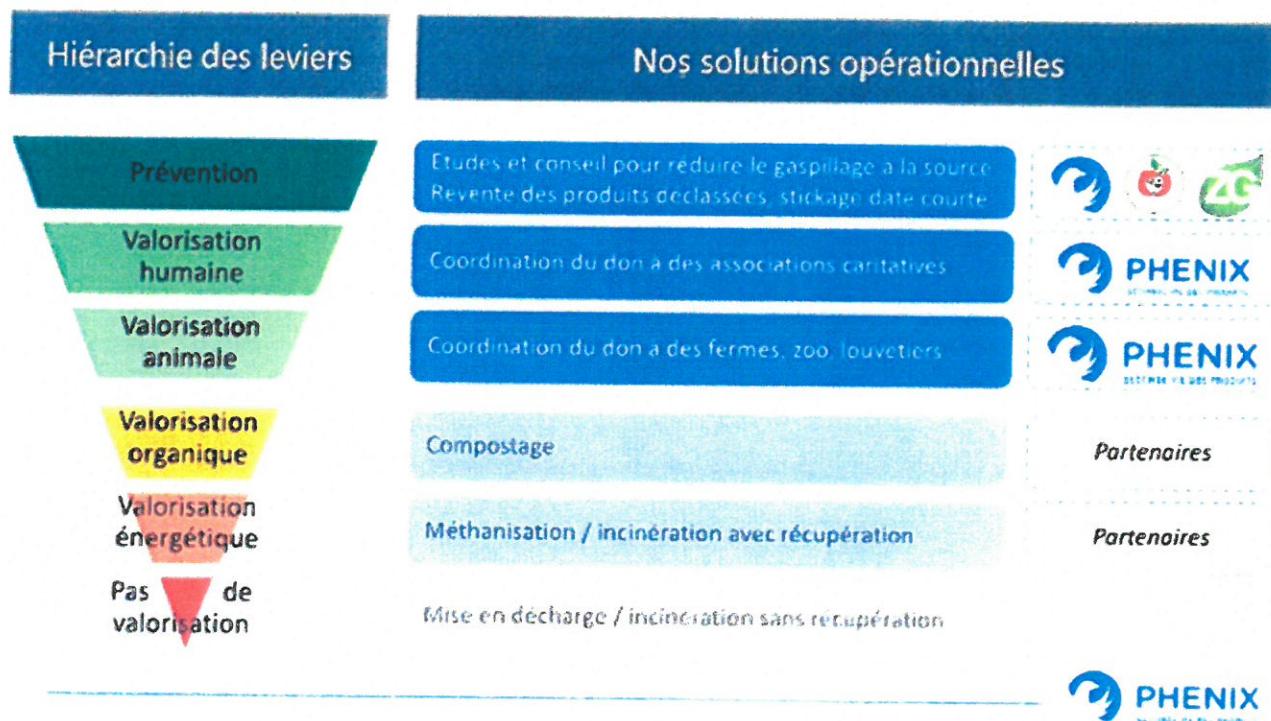 Hiérarchie des leviers
Nos solutions opérationnelles
Prévention
Etudes et conseil pour réduire le gaspillage à la source
Revente des produits déclassées, stickage date courte
ZG
Valorisation
humaine
Coordination du don à des associations caritatives
PHENIX
Valorisation
animale
Coordination du don à des fermes, zoo, louvetiers
PHENIX
Valorisation
organique
Compostage
Partenaires
Valorisation
énergétique
Méthanisation / incinération avec récupération
Partenaires
Pas de
valorisation
Mise en décharge / incinération sans récupération
PHENIX